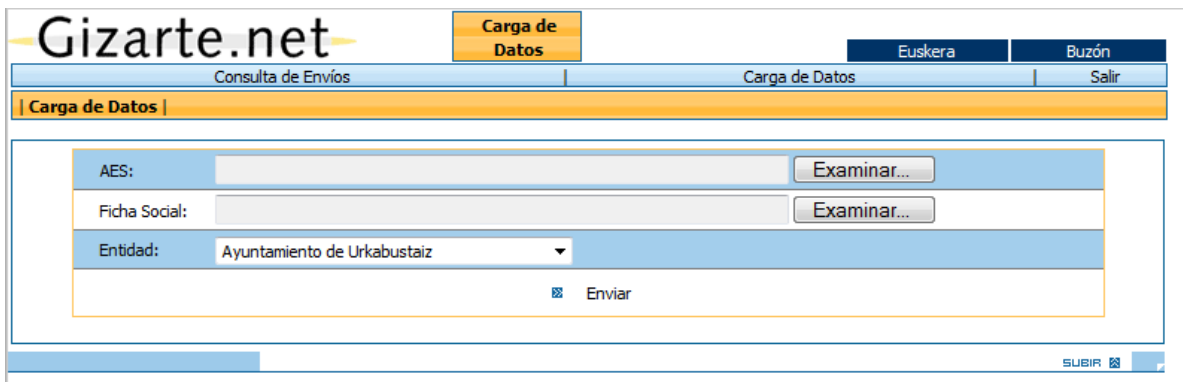 Gizarte.net
Carga de
Datos
Euskera Buzón
Consulta de Envíos | Carga de Datos | Salir
| Carga de Datos |
AES: Examinar...
Ficha Social: Examinar...
Entidad: Ayuntamiento de Urkabustaiz
Enviar
SUBIR